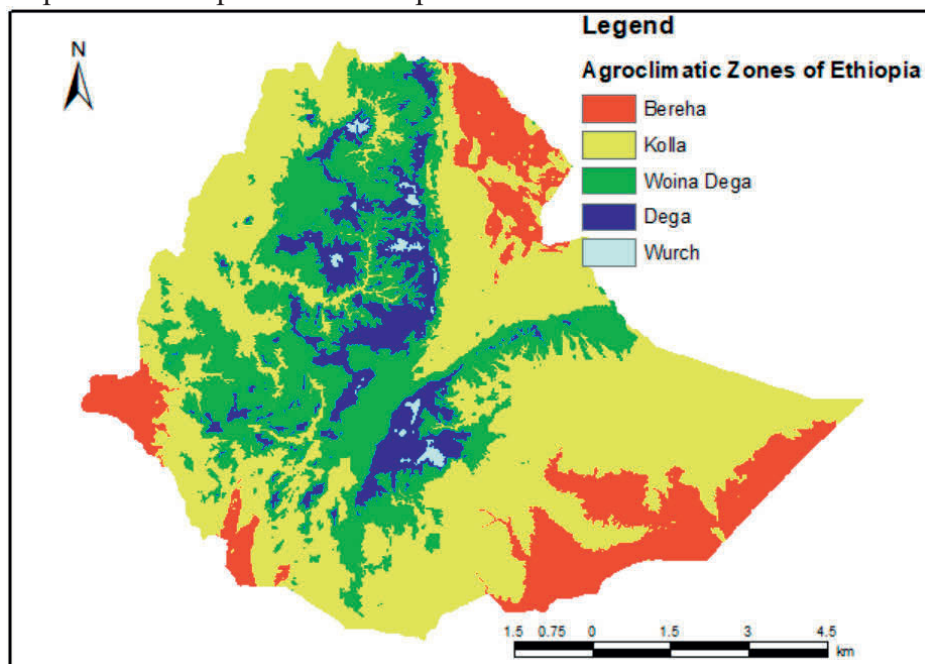 N
Legend
Agroclimatic Zones of Ethiopia
Bereha
Kolla
Woina Dega
Dega
Wurch
1.5 0.75 0 1.5 3 4.5
km